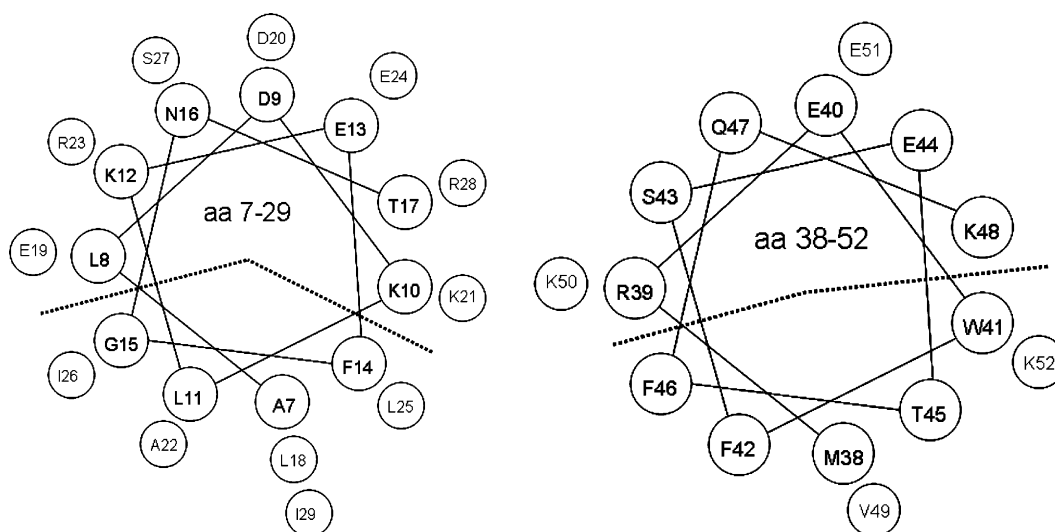 D20
S27
E24
D9
N16
E13
R23
K12
R28
T17
aa 7-29
E19
L8
K10
K21
G15
F14
I26
L11
A7
L25
A22
L18
I29
E51
E40
Q47
E44
S43
K48
aa 38-52
K50
R39
W41
K52
F46
T45
F42
M38
V49